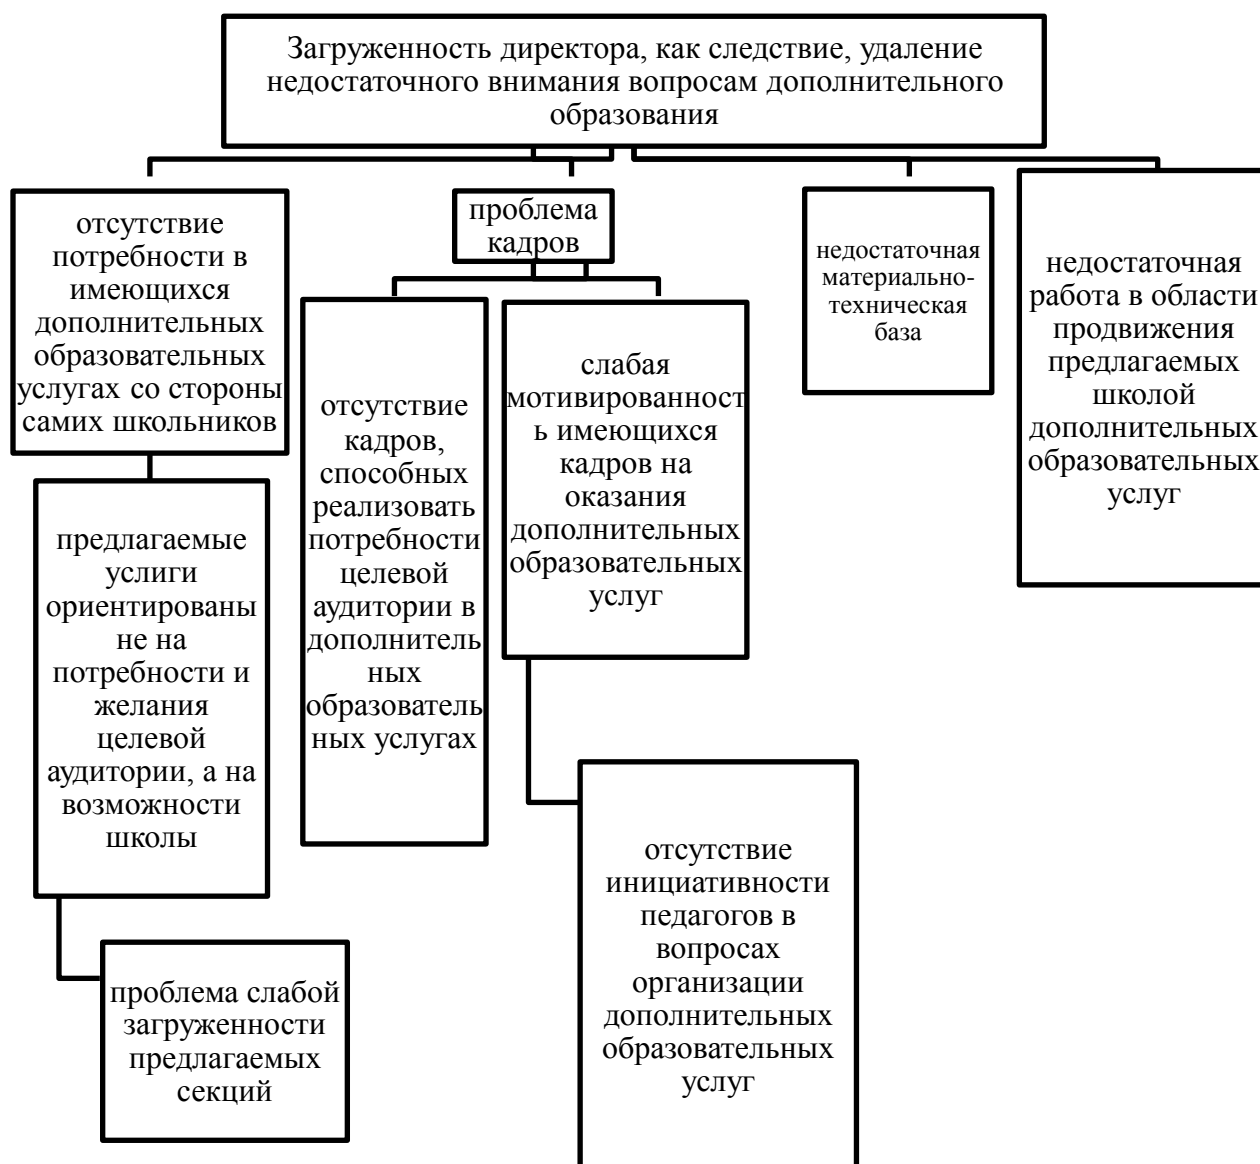 Загруженность директора, как следствие, удаление
недостаточного внимания вопросам дополнительного
образования
отсутствие
потребности в
имеющихся
дополнительных
образовательных
услугах со стороны
самих школьников
предлагаемые
услиги
ориентированы
не на
потребности и
желания
целевой
аудитории, а на
возможности
школы
проблема слабой
загруженности
предлагаемых
секций
проблема
кадров
отсутствие
кадров,
способных
реализовать
потребности
целевой
аудитории в
дополнитель
ных
образователь
ных услугах
слабая
мотивированност
ь имеющихся
кадров на
оказания
дополнительных
образовательных
услуг
отсутствие
инициативности
педагогов в
вопросах
организации
дополнительных
образовательных
услуг
недостаточная
материально-
техническая
база
недостаточная
работа в области
продвижения
предлагаемых
школой
дополнительных
образовательных
услуг